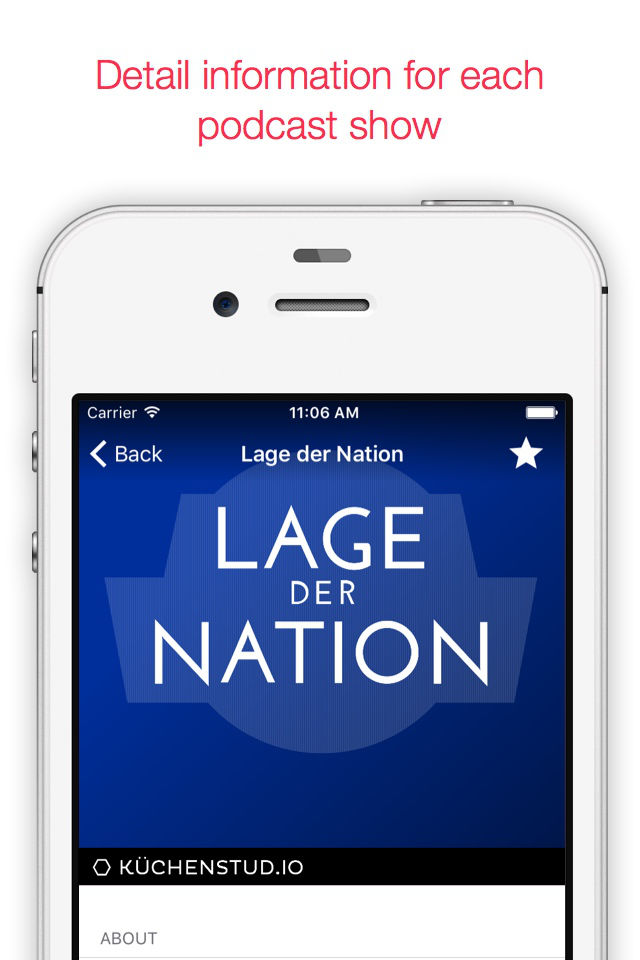 Detail information for each
podcast show
Carrier 11:06 AM
Back Lage der Nation
LAGE
DER
NATION
KÜCHENSTUD.IO
ABOUT